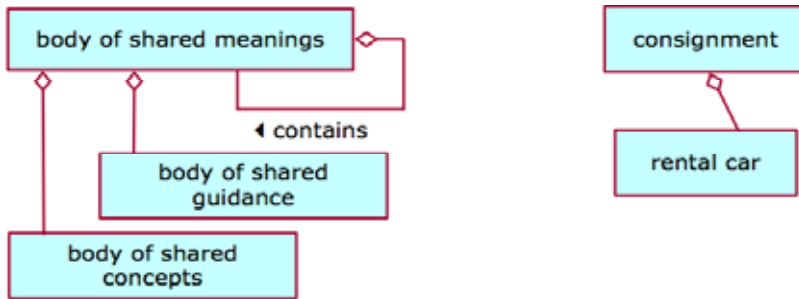 body of shared meanings
consignment
◄ contains
body of shared
guidance
rental car
body of shared
concepts